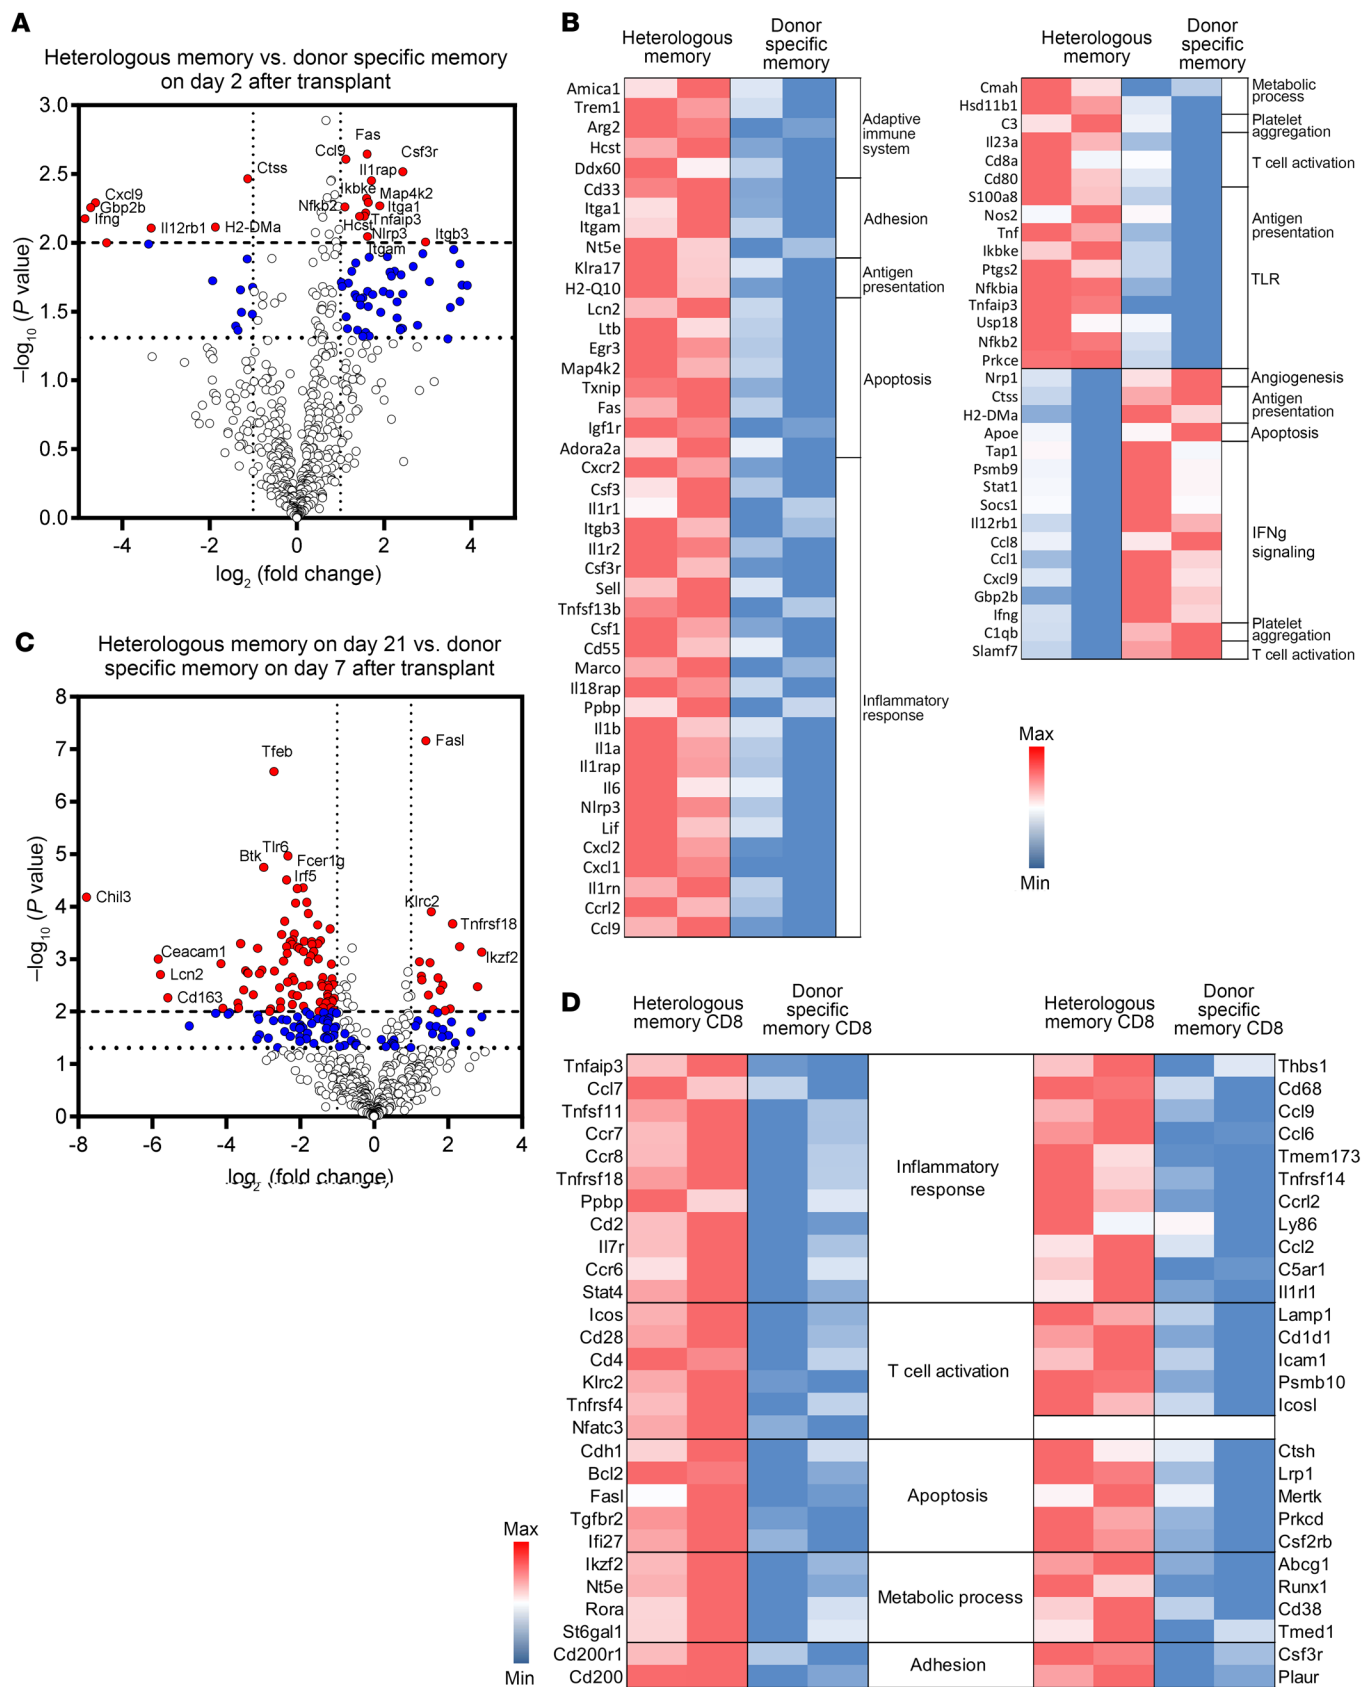 A
Heterologous memory vs. donor specific memory
on day 2 after transplant
–log10 (P value)
3.0
2.5
2.0
1.5
1.0
0.5
0.0
-4
-2
0
2
4
log2 (fold change)
Fas
Ccl9
Csf3r
Ctss
Il1rap
Ikbke
Map4k2
Cxcl9
Gbp2b
Ifng
Nfkb2
Itga1
Il12rb1
H2-DMa
Hcst
Tnfaip3
Nlrp3
Itgb3
Itgam
B
Heterologous
memory
Donor
specific
memory
Amica1
Trem1
Arg2
Hcst
Ddx60
Cd33
Itga1
Itgam
Nt5e
Klra17
H2-Q10
Lcn2
Ltb
Egr3
Map4k2
Txnip
Fas
Igf1r
Adora2a
Cxcr2
Csf3
Il1r1
Itgb3
Il1r2
Csf3r
Sell
Tnfsf13b
Csf1
Cd55
Marco
Il18rap
Ppbp
Il1b
Il1a
Il1rap
Il6
Nlrp3
Lif
Cxcl2
Cxcl1
Il1rn
Ccrl2
Ccl9
Adaptive
immune
system
Adhesion
Antigen
presentation
Apoptosis
Inflammatory
response
Heterologous
memory
Donor
specific
memory
Cmah
Hsd11b1
C3
Il23a
Cd8a
Cd80
S100a8
Nos2
Tnf
Ikbke
Ptgs2
Nfkbia
Tnfaip3
Usp18
Nfkb2
Prkce
Nrp1
Ctss
H2-DMa
Apoe
Tap1
Psmb9
Stat1
Socs1
Il12rb1
Ccl8
Ccl1
Cxcl9
Gbp2b
Ifng
C1qb
Slamf7
Metabolic
process
Platelet
aggregation
T cell activation
Antigen
presentation
TLR
Angiogenesis
Antigen
presentation
Apoptosis
IFNg
signaling
Platelet
aggregation
T cell activation
Max
Min
C
Heterologous memory on day 21 vs. donor
specific memory on day 7 after transplant
–log10 (P value)
8
7
6
5
4
3
2
1
0
-8
-6
-4
-2
0
2
4
log2 (fold change)
Fasl
Tfeb
Tlr6
Btk
Fcer1g
Irf5
Chil3
Klrc2
Tnfrsf18
Ceacam1
Ikzf2
Lcn2
Cd163
D
Heterologous
memory CD8
Donor
specific
memory CD8
Heterologous
memory CD8
Donor
specific
memory CD8
Tnfaip3
Ccl7
Tnfsf11
Ccr7
Ccr8
Tnfrsf18
Ppbp
Cd2
Il7r
Ccr6
Stat4
Icos
Cd28
Cd4
Klrc2
Tnfrsf4
Nfatc3
Cdh1
Bcl2
Fasl
Tgfbr2
Ifi27
Ikzf2
Nt5e
Rora
St6gal1
Cd200r1
Cd200
Inflammatory
response
T cell activation
Apoptosis
Metabolic process
Adhesion
Thbs1
Cd68
Ccl9
Ccl6
Tmem173
Tnfrsf14
Ccrl2
Ly86
Ccl2
C5ar1
Il1rl1
Lamp1
Cd1d1
Icam1
Psmb10
Icosl
Ctsh
Lrp1
Mertk
Prkcd
Csf2rb
Abcg1
Runx1
Cd38
Tmed1
Csf3r
Plaur
Max
Min